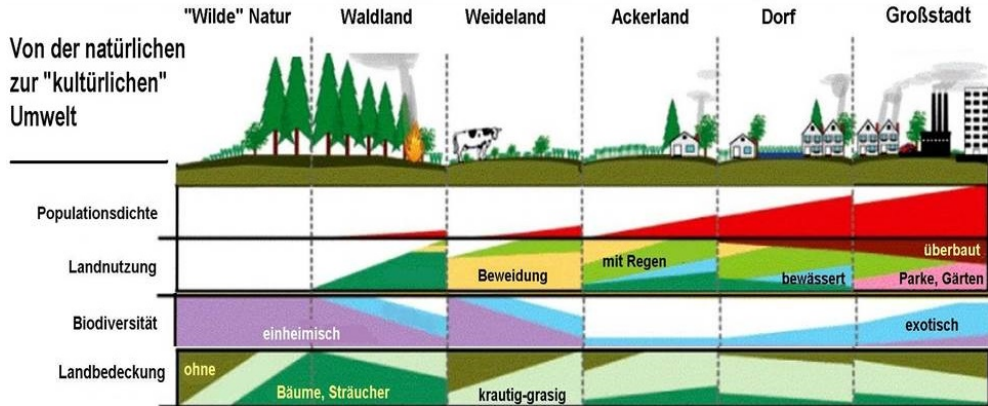 "Wilde" Natur
Waldland
Weideland
Ackerland
Dorf
Großstadt
Von der natürlichen
zur "kultürlichen"
Umwelt
Populationsdichte
Landnutzung
Beweidung
mit Regen
bewässert
überbaut
Parke, Gärten
Biodiversität
einheimisch
exotisch
Landbedeckung
ohne
Bäume, Sträucher
krautig-grasig